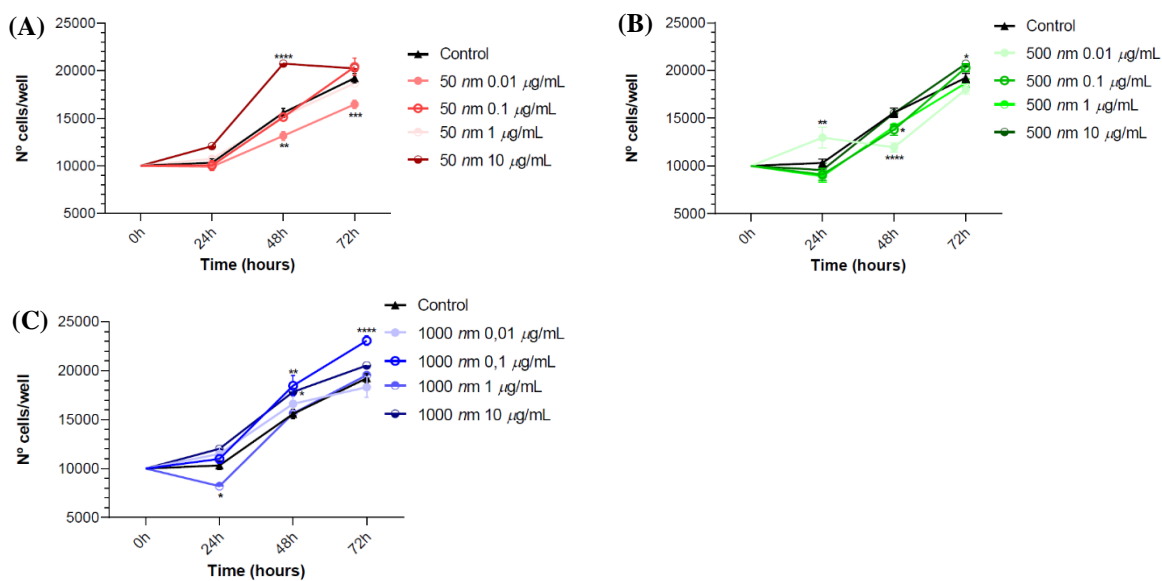 (A)
25000
20000
15000
10000
5000
Nº cells/well
****
**
***
0h
24h
48h
72h
Time (hours)
Control
50 nm 0.01 µg/mL
50 nm 0.1 µg/mL
50 nm 1 µg/mL
50 nm 10 µg/mL
(B)
25000
20000
15000
10000
5000
Nº cells/well
**
****
*
*
0h
24h
48h
72h
Time (hours)
Control
500 nm 0.01 µg/mL
500 nm 0.1 µg/mL
500 nm 1 µg/mL
500 nm 10 µg/mL
(C)
25000
20000
15000
10000
5000
Nº cells/well
*
**
*
****
0h
24h
48h
72h
Time (hours)
Control
1000 nm 0,01 µg/mL
1000 nm 0,1 µg/mL
1000 nm 1 µg/mL
1000 nm 10 µg/mL